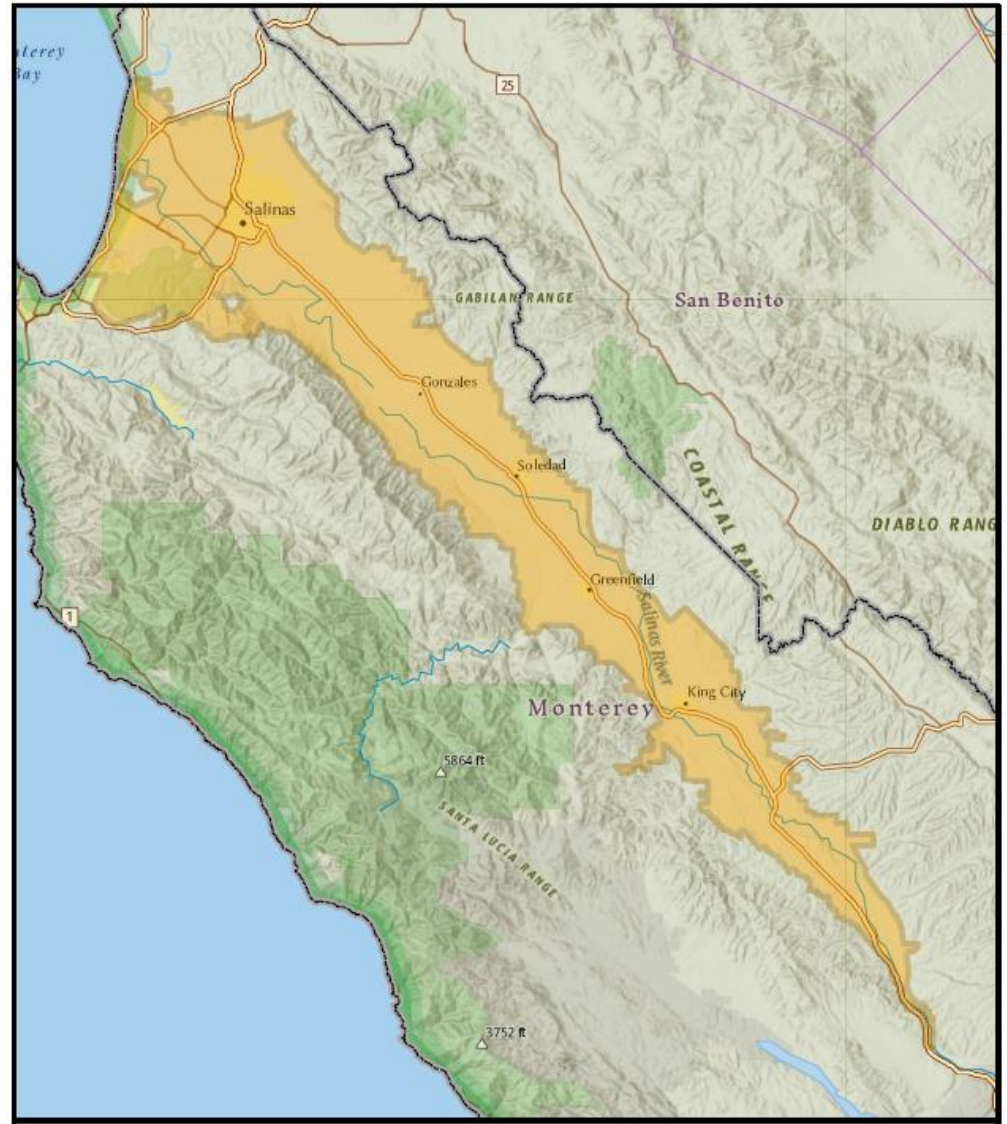 nterey
Bay
25
Salinas
GABILAN RANGE
San Benito
Gonzales
Soledad
COASTAL RANGE
DIABLO RANG
Greenfield
Salinas River
1
King City
Monterey
5864 ft
SANTA LUCIA RANGE
3752 ft